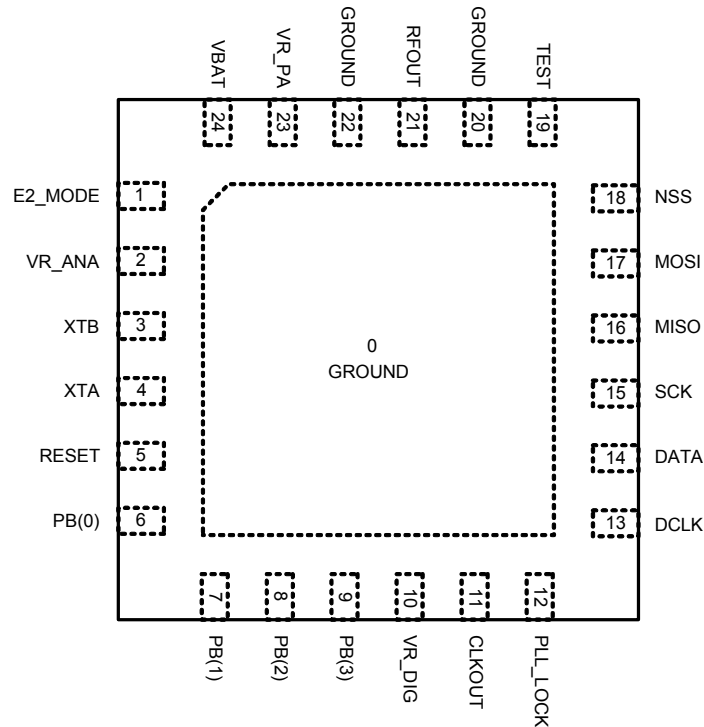 VBAT
VR_PA
GROUND
RFOUT
GROUND
TEST
24
23
22
21
20
19
E2_MODE 1
VR_ANA 2
XTB 3
XTA 4
RESET 5
PB(0) 6
0
GROUND
18 NSS
17 MOSI
16 MISO
15 SCK
14 DATA
13 DCLK
7
8
9
10
11
12
PB(1)
PB(2)
PB(3)
VR_DIG
CLKOUT
PLL_LOCK